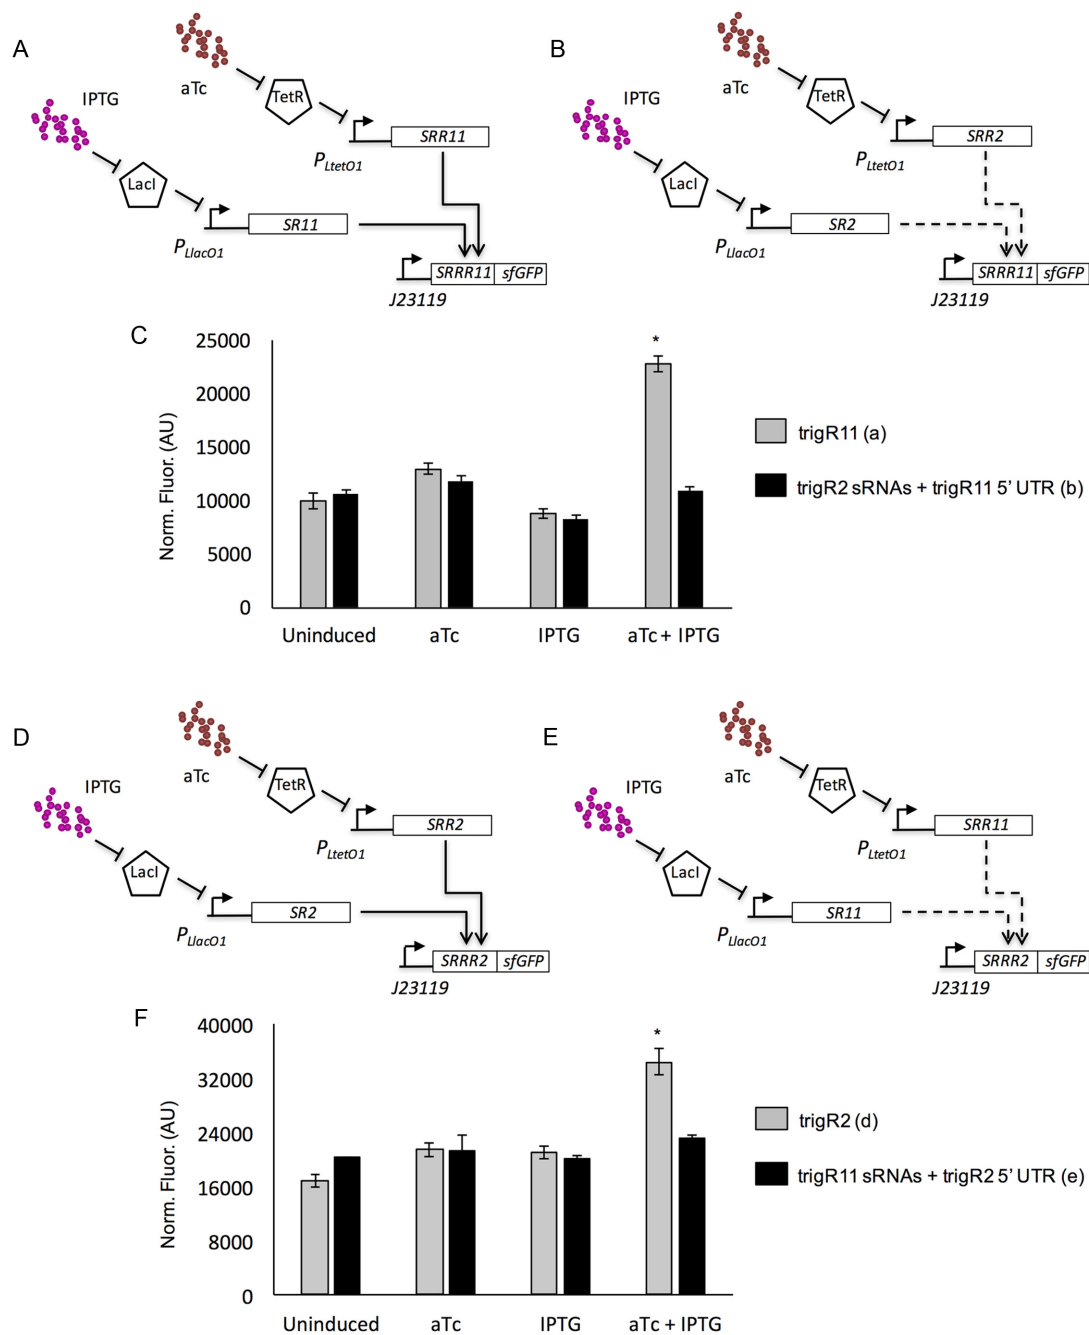 A
aTc
IPTG
TetR
SRR11
PLtetO1
LacI
SR11
PLlacO1
SRRR11 sfGFP
J23119
B
aTc
IPTG
TetR
SRR2
PLtetO1
LacI
SR2
PLlacO1
SRRR11 sfGFP
J23119
C
Norm. Fluor. (AU)
25000
20000
15000
10000
5000
0
*
Uninduced aTc IPTG aTc + IPTG
trigR11 (a)
trigR2 sRNAs + trigR11 5’ UTR (b)
D
aTc
IPTG
TetR
SRR2
PLtetO1
LacI
SR2
PLlacO1
SRRR2 sfGFP
J23119
E
aTc
IPTG
TetR
SRR11
PLtetO1
LacI
SR11
PLlacO1
SRRR2 sfGFP
J23119
F
Norm. Fluor. (AU)
40000
32000
24000
16000
8000
0
*
Uninduced aTc IPTG aTc + IPTG
trigR2 (d)
trigR11 sRNAs + trigR2 5’ UTR (e)